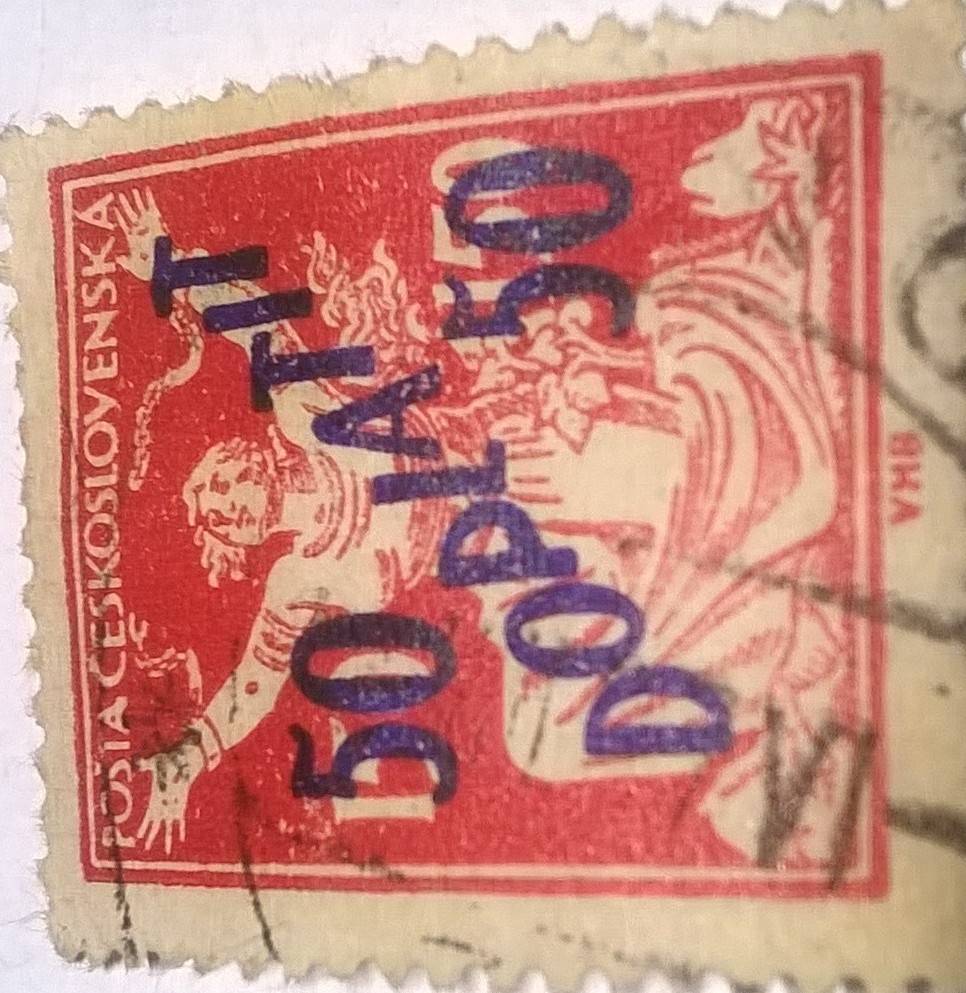 POŠTA ČESKOSLOVENSKÁ
50 50
DOPLATIT
VHB